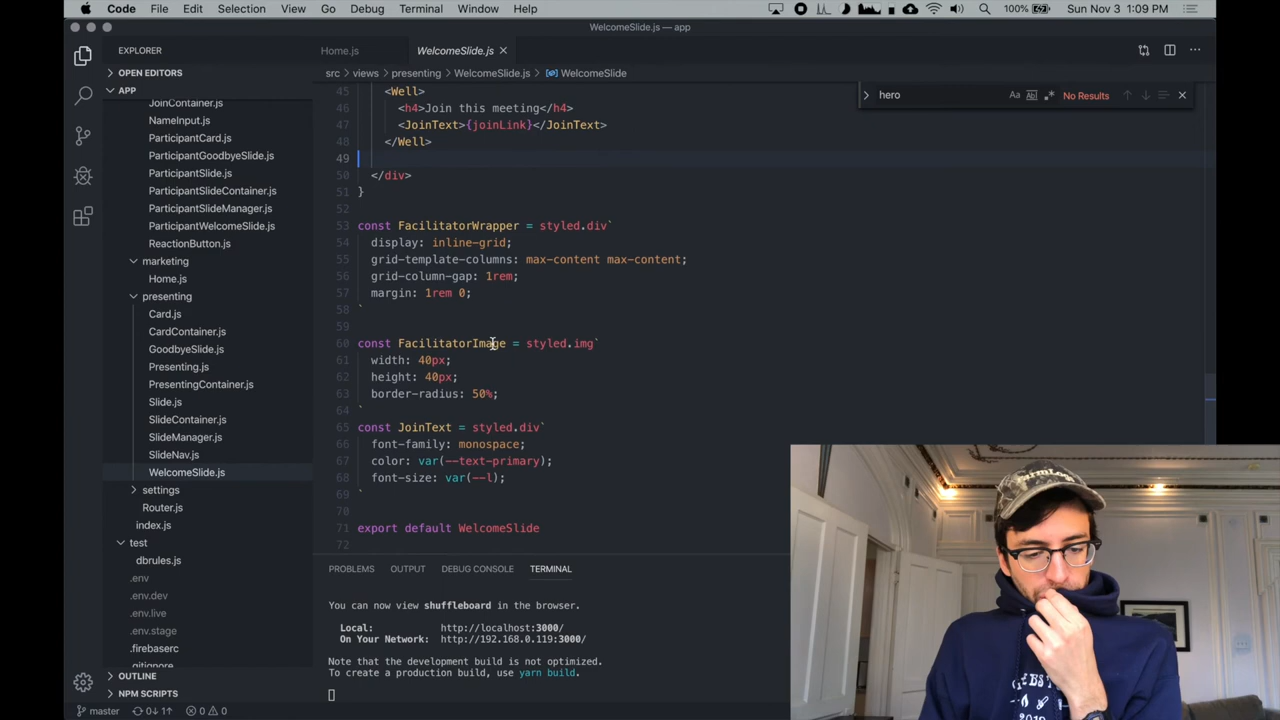 Code File Edit Selection View Go Debug Terminal Window Help 100% Sun Nov 3 1:09 PM
WelcomeSlide.js — app
EXPLORER
OPEN EDITORS
APP
JoinContainer.js
NameInput.js
ParticipantCard.js
ParticipantGoodbyeSlide.js
ParticipantSlide.js
ParticipantSlideContainer.js
ParticipantSlideManager.js
ParticipantWelcomeSlide.js
ReactionButton.js
marketing
Home.js
presenting
Card.js
CardContainer.js
GoodbyeSlide.js
Presenting.js
PresentingContainer.js
Slide.js
SlideContainer.js
SlideManager.js
SlideNav.js
WelcomeSlide.js
settings
Router.js
index.js
test
dbrules.js
.env
.env.dev
.env.live
.env.stage
.firebaserc
.gitignore
OUTLINE
NPM SCRIPTS
Home.js WelcomeSlide.js
src › views › presenting › WelcomeSlide.js › WelcomeSlide
hero Aa Abl .* No Results
45 <Well>
46 <h4>Join this meeting</h4>
47 <JoinText>{joinLink}</JoinText>
48 </Well>
49
50 </div>
51 }
52
53 const FacilitatorWrapper = styled.div`
54 display: inline-grid;
55 grid-template-columns: max-content max-content;
56 grid-column-gap: 1rem;
57 margin: 1rem 0;
58 `
59
60 const FacilitatorImage = styled.img`
61 width: 40px;
62 height: 40px;
63 border-radius: 50%;
64 `
65 const JoinText = styled.div`
66 font-family: monospace;
67 color: var(--text-primary);
68 font-size: var(--l);
69 `
70
71 export default WelcomeSlide
72
PROBLEMS OUTPUT DEBUG CONSOLE TERMINAL
You can now view shuffleboard in the browser.
Local: http://localhost:3000/
On Your Network: http://192.168.0.119:3000/
Note that the development build is not optimized.
To create a production build, use yarn build.
master 0↓ 1↑ 0 0